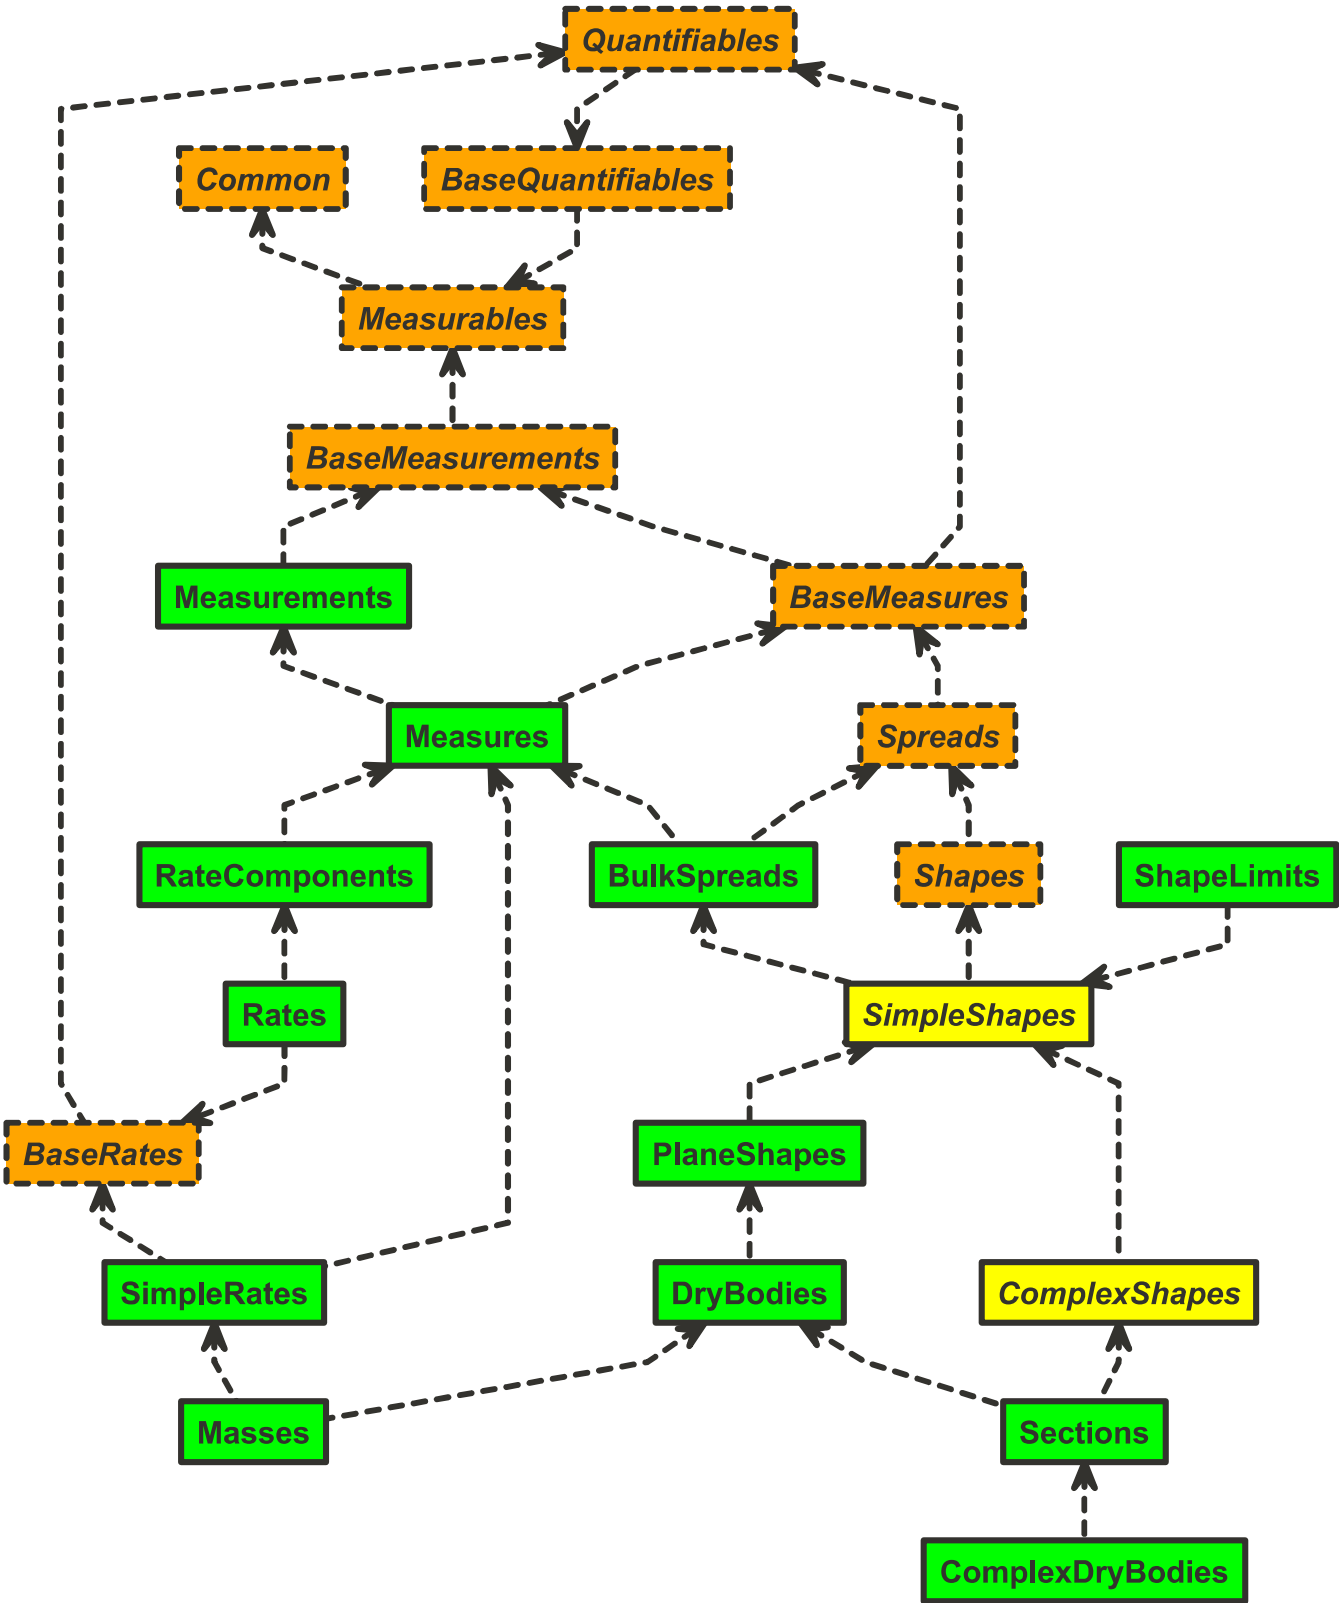 Quantifiables
Common
BaseQuantifiables
Measurables
BaseMeasurements
Measurements
BaseMeasures
Measures
Spreads
RateComponents
BulkSpreads
Shapes
ShapeLimits
Rates
SimpleShapes
BaseRates
PlaneShapes
SimpleRates
DryBodies
ComplexShapes
Masses
Sections
ComplexDryBodies